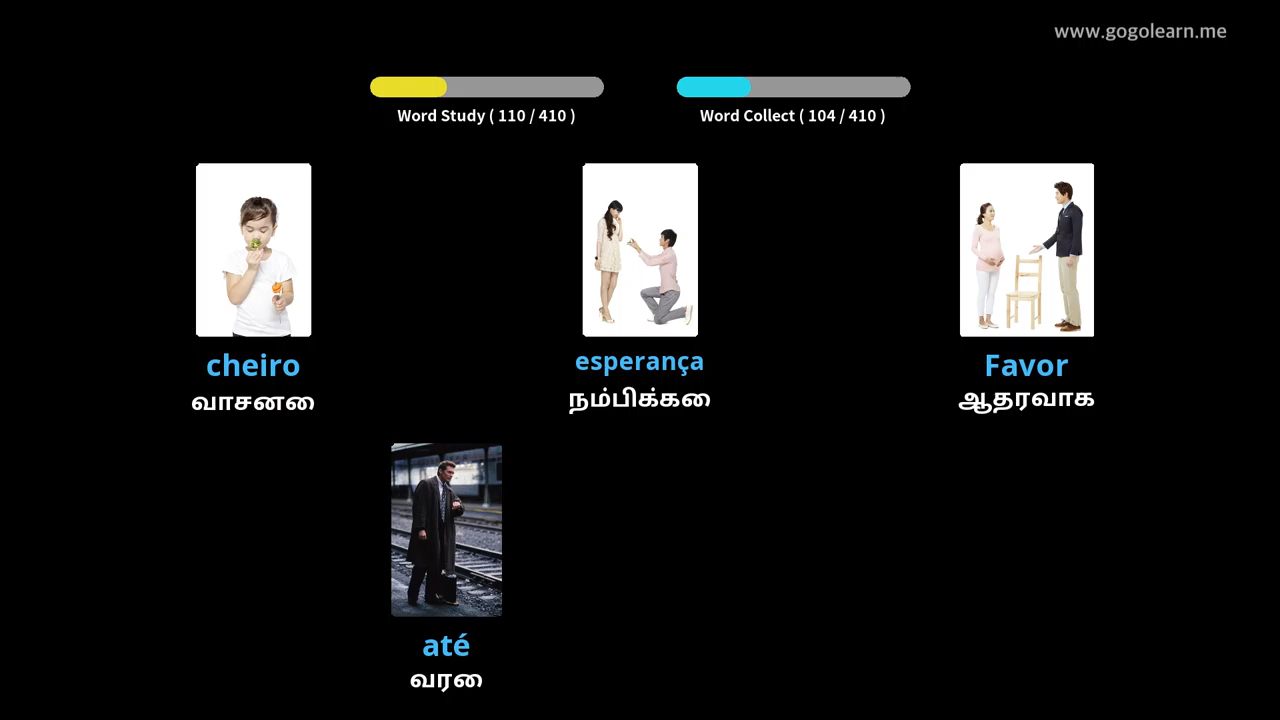 www.gogolearn.me
Word Study ( 110 / 410 )
Word Collect ( 104 / 410 )
cheiro
வாசனை
esperança
நம்பிக்கை
Favor
ஆதரவாக
até
வரை